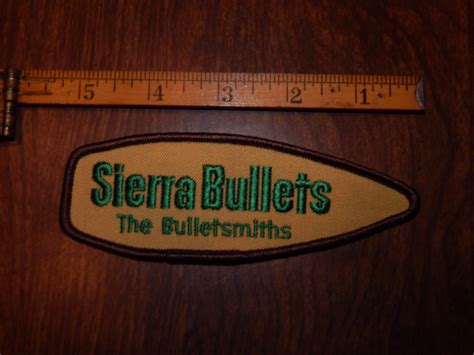 5 4 3 2 1
Sierra Bullets
The Bulletsmiths